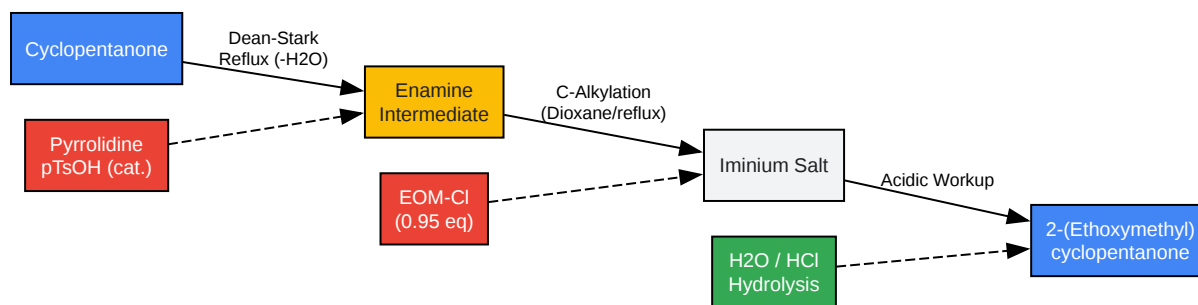 Cyclopentanone
Dean-Stark
Reflux (-H2O)
Pyrrolidine
pTsOH (cat.)
Enamine
Intermediate
C-Alkylation
(Dioxane/reflux)
EOM-Cl
(0.95 eq)
Iminium Salt
Acidic Workup
H2O / HCl
Hydrolysis
2-(Ethoxymethyl)
cyclopentanone